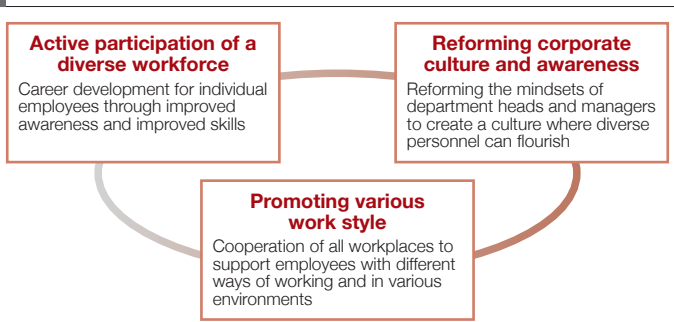 Active participation of a
diverse workforce
Career development for individual
employees through improved
awareness and improved skills
Reforming corporate
culture and awareness
Reforming the mindsets of
department heads and managers
to create a culture where diverse
personnel can flourish
Promoting various
work style
Cooperation of all workplaces to
support employees with different
ways of working and in various
environments